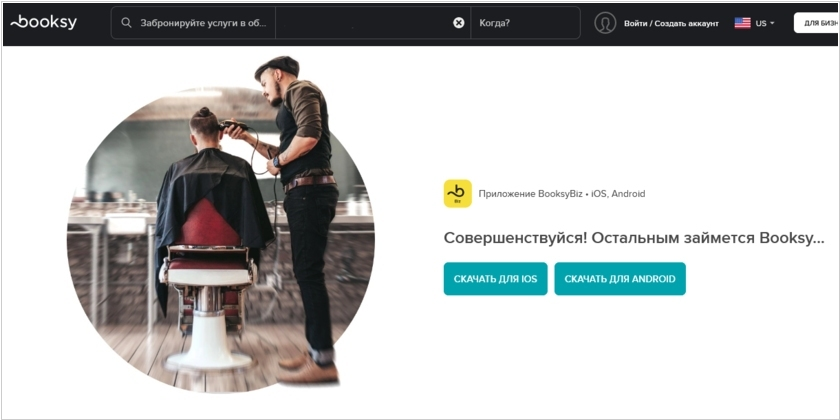 booksy
Забронируйте услуги в об...
Когда?
Войти / Создать аккаунт
US
ДЛЯ БИЗН
Biz
Приложение BooksyBiz • iOS, Android
Совершенствуйся! Остальным займется Booksy...
СКАЧАТЬ ДЛЯ IOS
СКАЧАТЬ ДЛЯ ANDROID